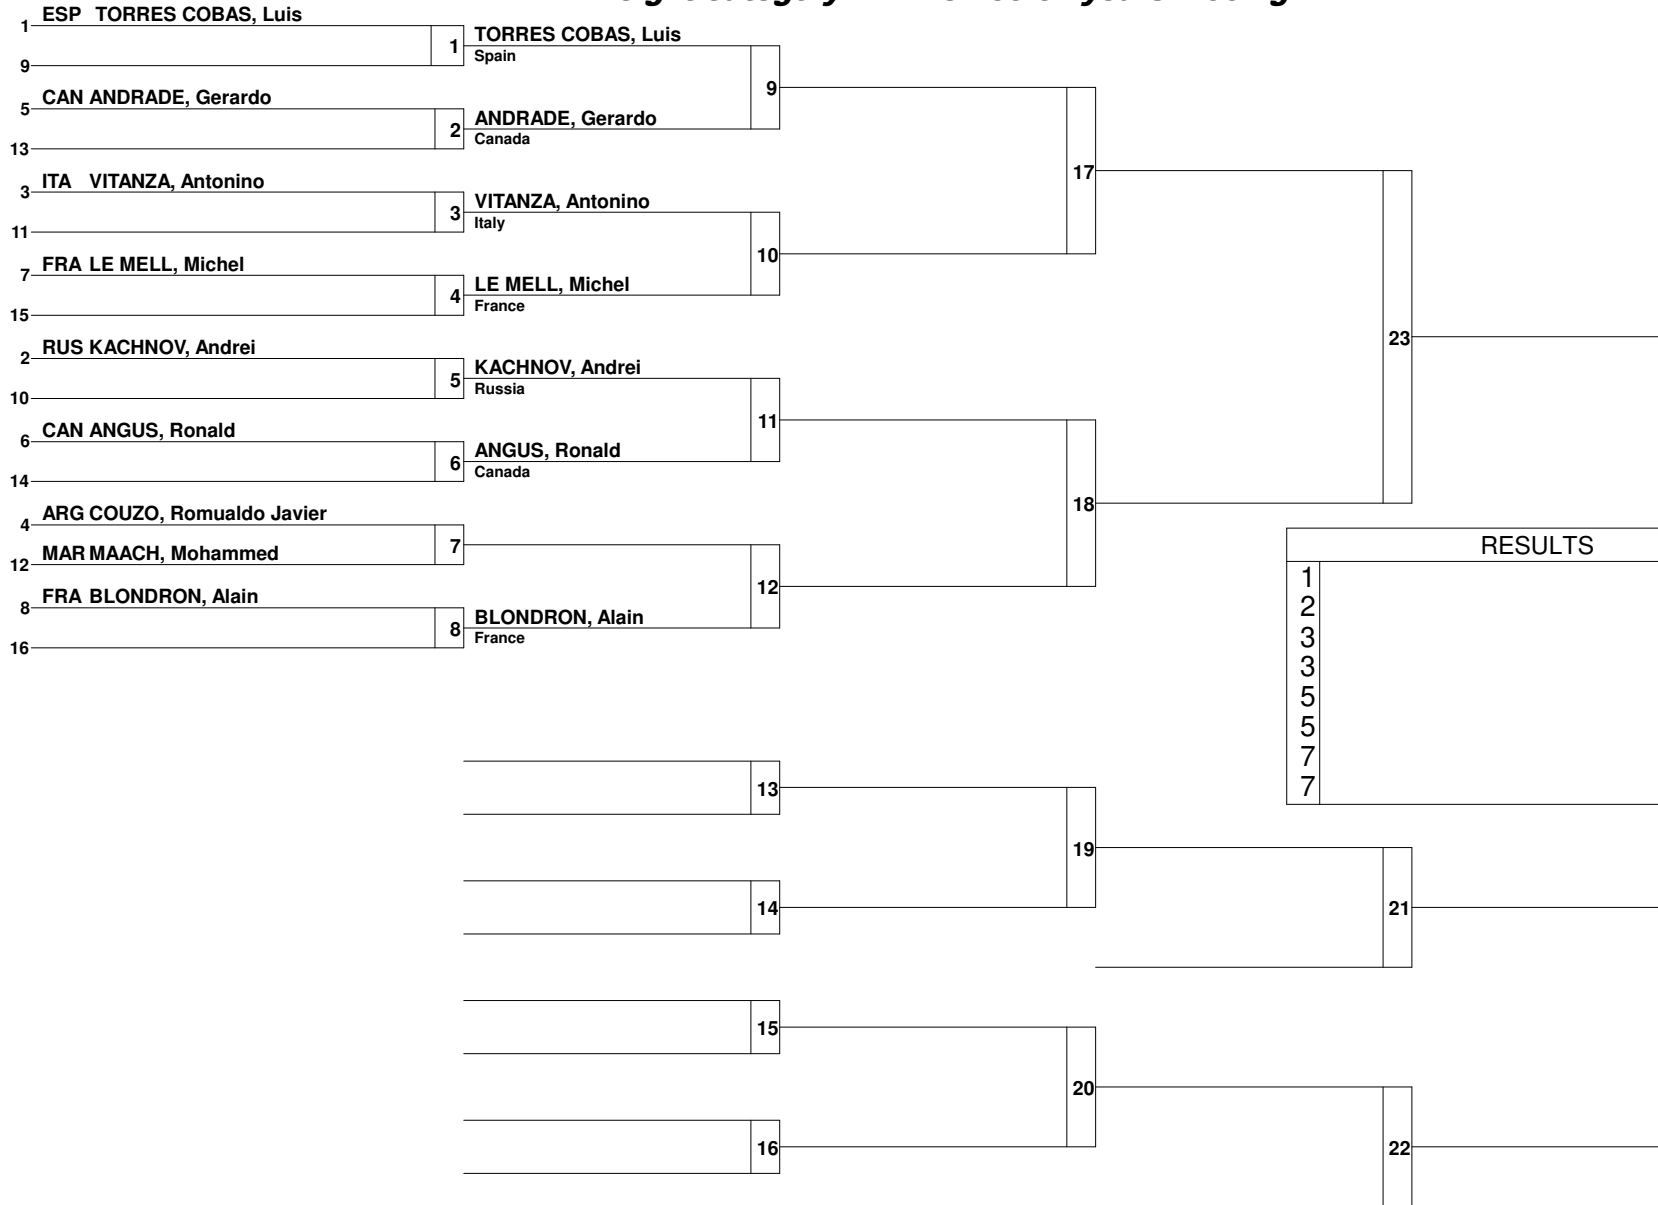 1 ESP TORRES COBAS, Luis
9
1 TORRES COBAS, Luis
Spain
5 CAN ANDRADE, Gerardo
13
2 ANDRADE, Gerardo
Canada
9
3 ITA VITANZA, Antonino
11
3 VITANZA, Antonino
Italy
7 FRA LE MELL, Michel
15
4 LE MELL, Michel
France
10
17
2 RUS KACHNOV, Andrei
10
5 KACHNOV, Andrei
Russia
6 CAN ANGUS, Ronald
14
6 ANGUS, Ronald
Canada
11
4 ARG COUZO, Romualdo Javier
12 MAR MAACH, Mohammed
7
8 FRA BLONDRON, Alain
16
8 BLONDRON, Alain
France
12
18
23
RESULTS
1
2
3
3
5
5
7
7
13
14
19
21
15
16
20
22